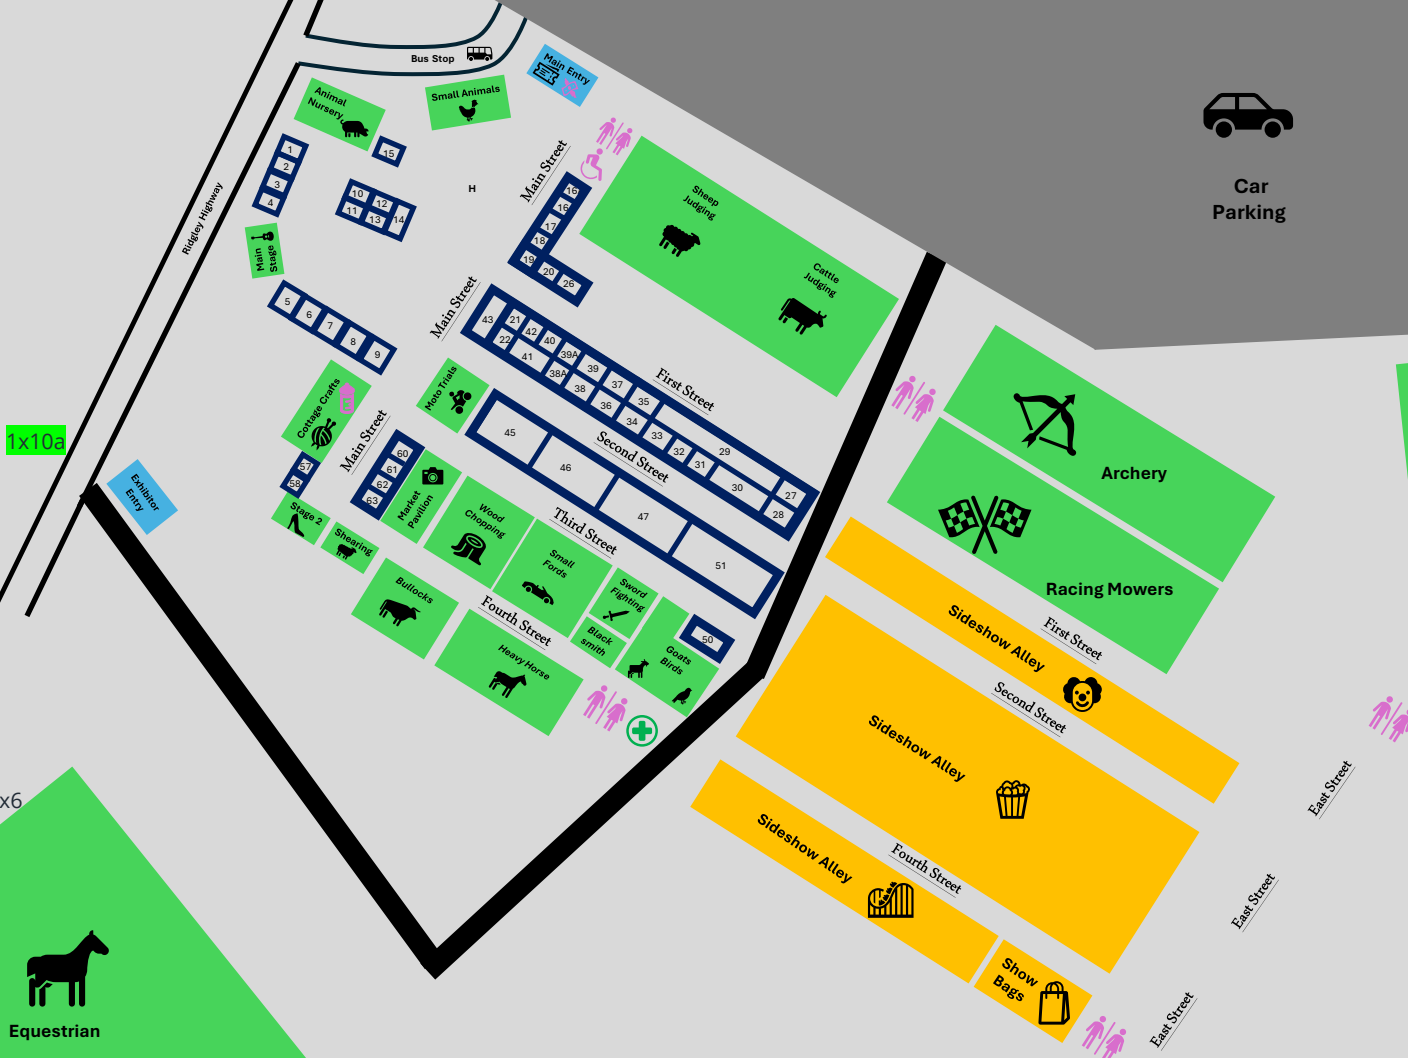 Bus Stop
Main Entry
Animal
Nursery
Small Animals
Car
Parking
1
2
3
4
15
10
12
11
13
14
H
Main Street
16
16
17
18
19
20
26
Sheep
Judging
Cattle
Judging
Ridgley Highway
Main
Stage
5
6
7
8
9
Main Street
43
21
42
40
39A
39
37
35
29
27
22
41
38A
38
36
34
33
32
31
30
28
First Street
Second Street
Moto Trials
Cottage Crafts
Main Street
45
46
47
51
Third Street
1x10a
Exhibitor
Entry
57
58
60
61
62
63
Market
Pavilion
Wood
Chopping
Small
Fords
Sword
Fighting
Black
smith
50
Goats
Birds
Stage 2
Shearing
Bullocks
Fourth Street
Heavy Horse
Archery
Racing Mowers
First Street
Sideshow Alley
Second Street
Sideshow Alley
Fourth Street
Sideshow Alley
Show
Bags
East Street
East Street
East Street
x6
Equestrian